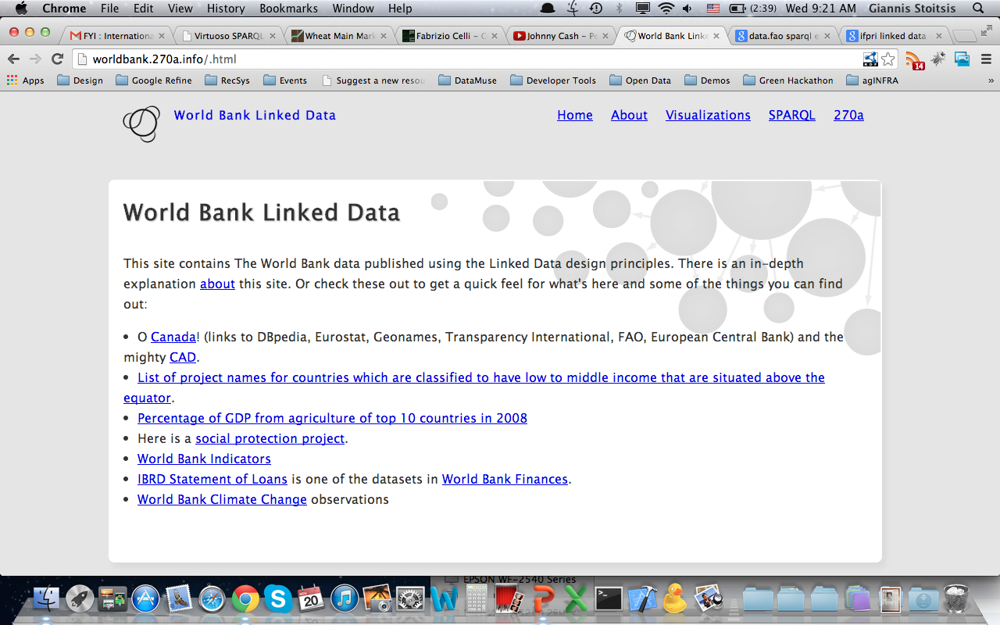 Chrome File Edit View History Bookmarks Window Help (2:39) Wed 9:21 AM Giannis Stoitsis
FYI : Internationa Virtuoso SPARQL Wheat Main Mark Fabrizio Celli – C Johnny Cash – Pe World Bank Linke data.fao sparql e ifpri linked data
worldbank.270a.info/.html 14
Apps Design Google Refine RecSys Events Suggest a new resou DataMuse Developer Tools Open Data Demos Green Hackathon agINFRA »
World Bank Linked Data Home About Visualizations SPARQL 270a
World Bank Linked Data
This site contains The World Bank data published using the Linked Data design principles. There is an in-depth
explanation about this site. Or check these out to get a quick feel for what's here and some of the things you can find
out:
• O Canada! (links to DBpedia, Eurostat, Geonames, Transparency International, FAO, European Central Bank) and the
mighty CAD.
• List of project names for countries which are classified to have low to middle income that are situated above the
equator.
• Percentage of GDP from agriculture of top 10 countries in 2008
• Here is a social protection project.
• World Bank Indicators
• IBRD Statement of Loans is one of the datasets in World Bank Finances.
• World Bank Climate Change observations
EPSON WF-2540 Series
NOV
20